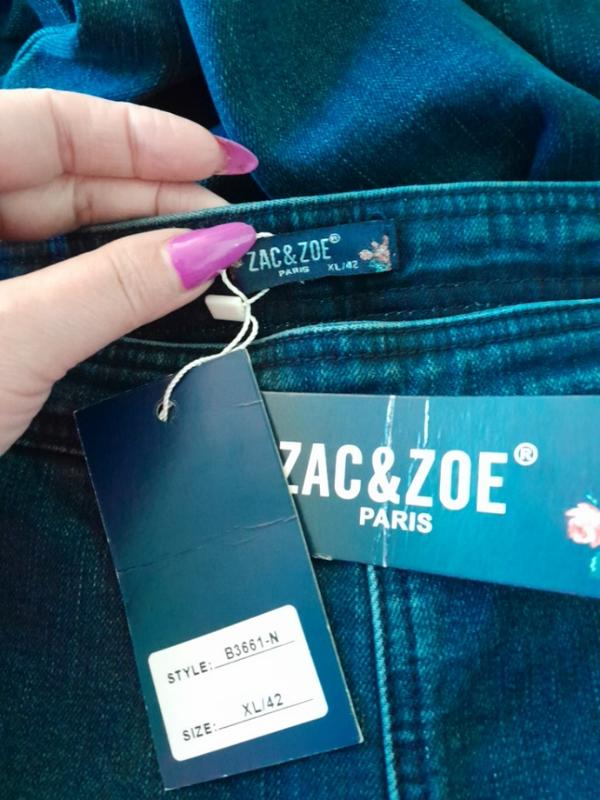 ZAC&ZOE®
PARIS XL/42
ZAC&ZOE®
PARIS
STYLE: B3661-N
SIZE: XL/42